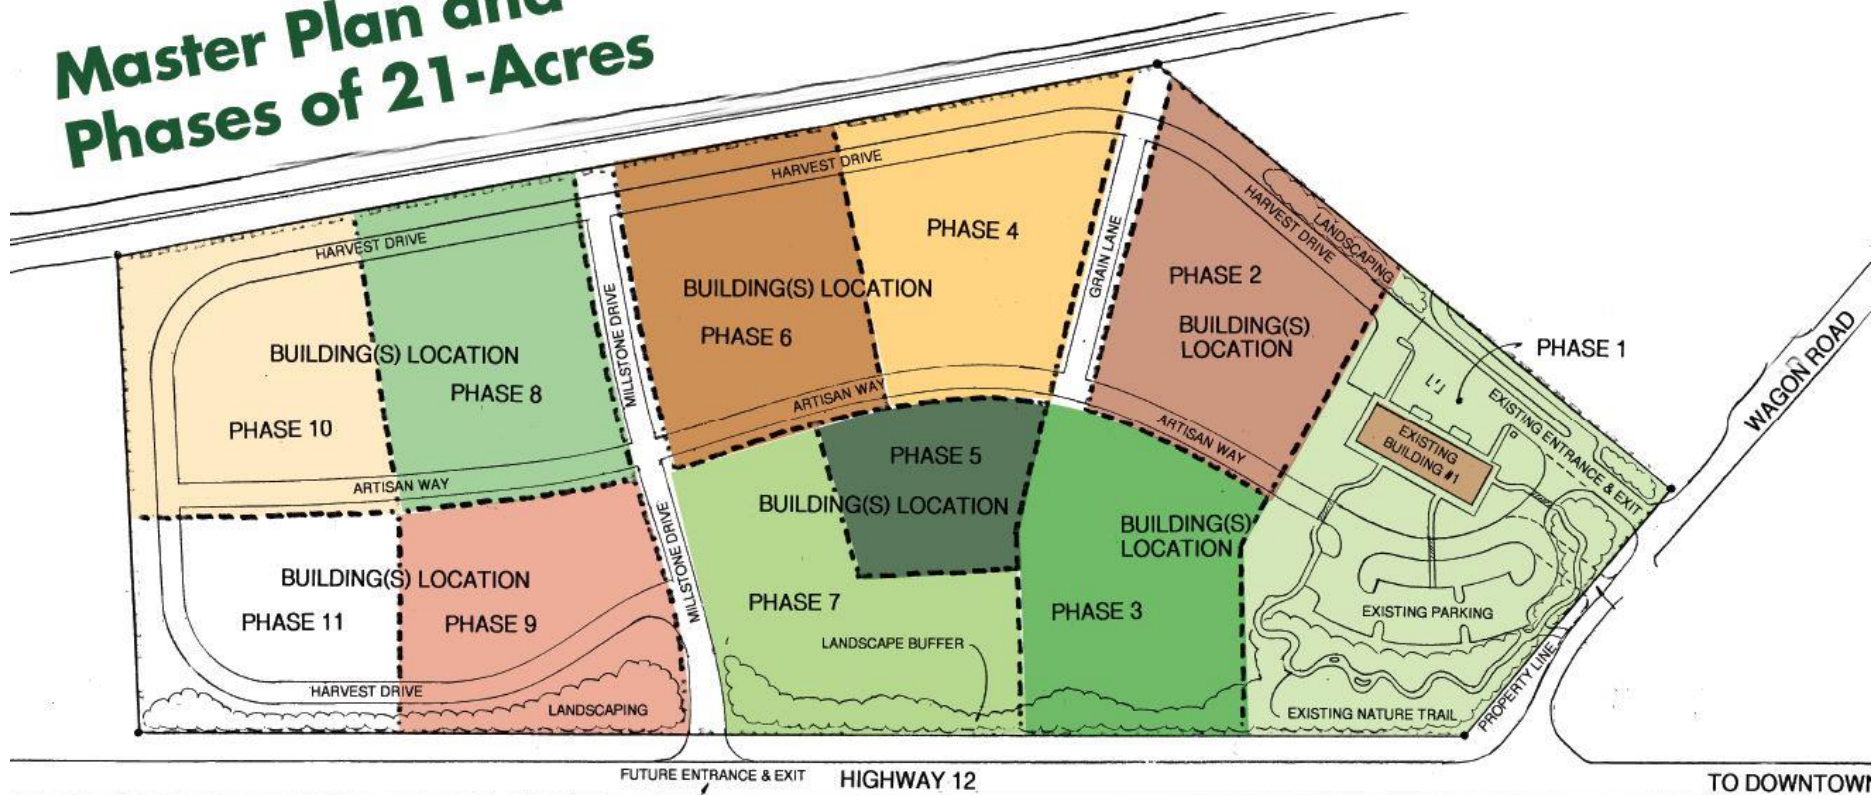 Master Plan and
Phases of 21-Acres
HARVEST DRIVE
HARVEST DRIVE
HARVEST DRIVE
LANDSCAPING
PHASE 4
GRAIN LANE
PHASE 2
BUILDING(S)
LOCATION
BUILDING(S) LOCATION
PHASE 6
MILLSTONE DRIVE
BUILDING(S) LOCATION
PHASE 8
PHASE 10
PHASE 1
WAGON ROAD
EXISTING ENTRANCE & EXIT
EXISTING
BUILDING #1
ARTISAN WAY
ARTISAN WAY
ARTISAN WAY
PHASE 5
BUILDING(S) LOCATION
BUILDING(S)
LOCATION
MILLSTONE DRIVE
BUILDING(S) LOCATION
PHASE 11
PHASE 9
PHASE 7
PHASE 3
LANDSCAPE BUFFER
EXISTING PARKING
PROPERTY LINE
HARVEST DRIVE
LANDSCAPING
EXISTING NATURE TRAIL
FUTURE ENTRANCE & EXIT
HIGHWAY 12
TO DOWNTOWN